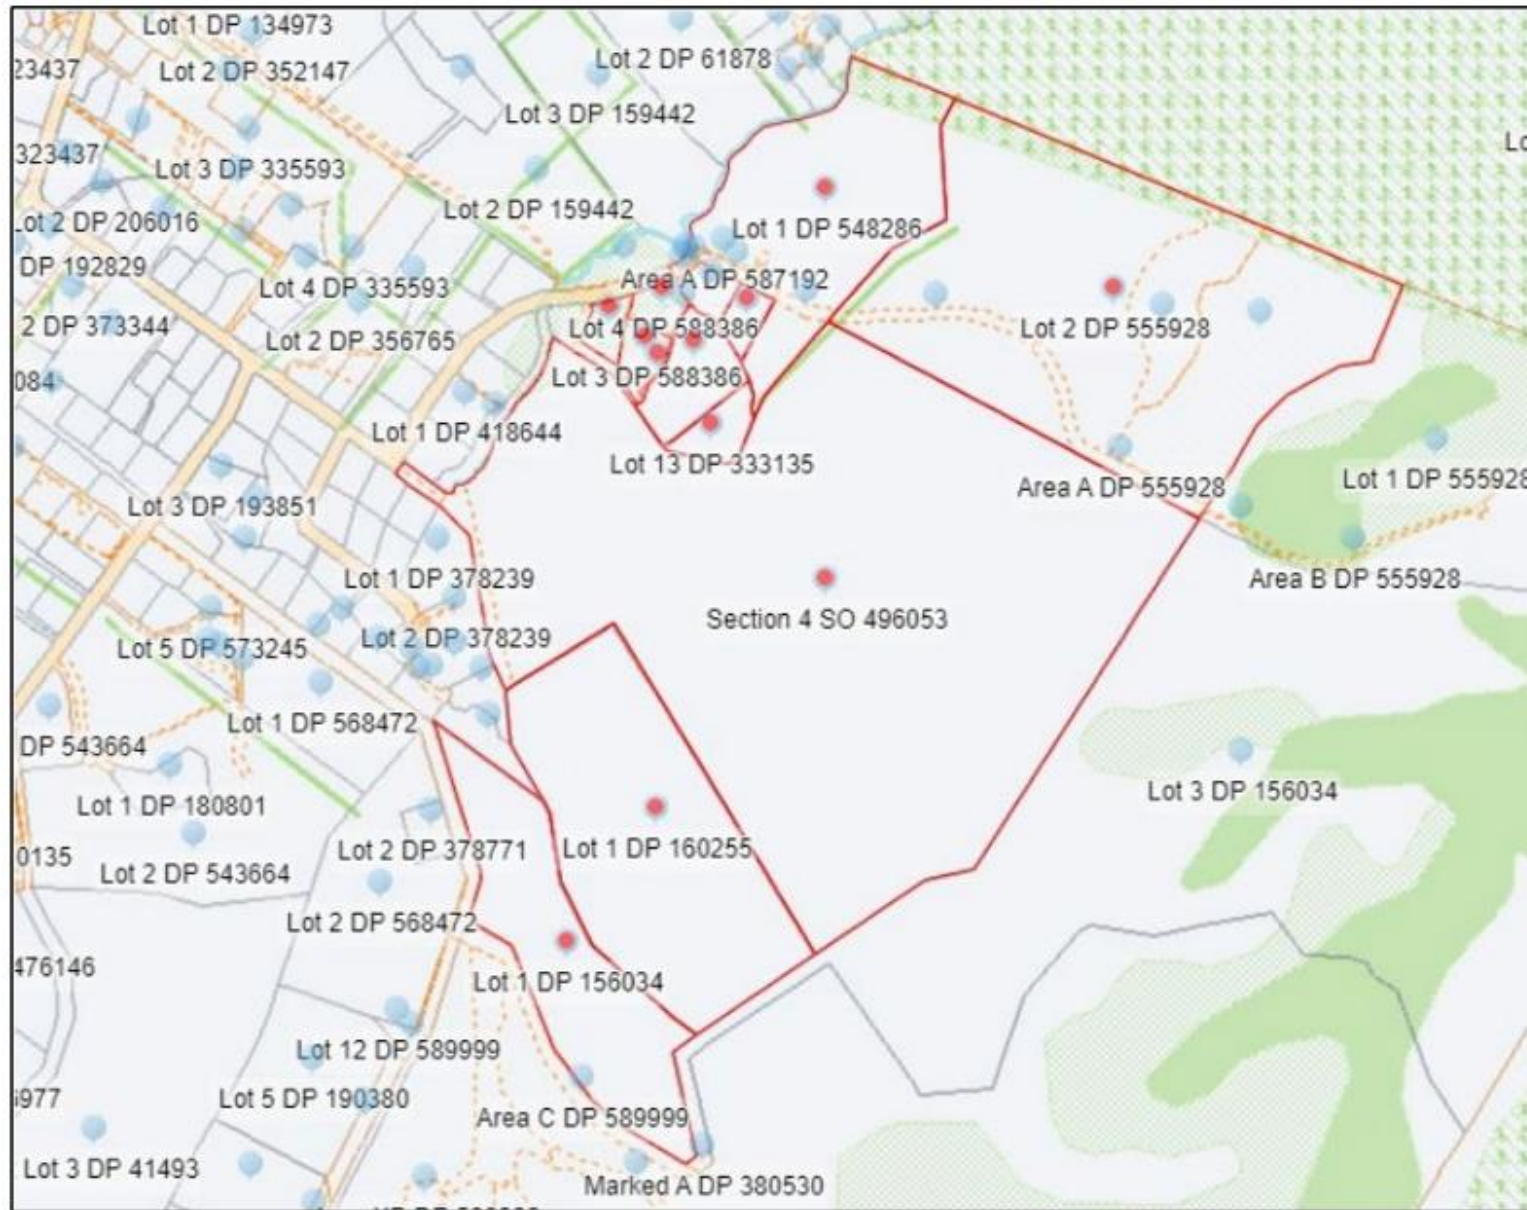 Lot 1 DP 134973
23437
Lot 2 DP 352147
Lot 2 DP 61878
Lot 3 DP 159442
323437
Lot 3 DP 335593
Lot 2 DP 159442
Lot 2 DP 206016
Lot 1 DP 548286
DP 192829
Lot 4 DP 335593
Area A DP 587192
2 DP 373344
Lot 2 DP 356765
Lot 4 DP 588386
Lot 2 DP 555928
084
Lot 3 DP 588386
Lot 1 DP 418644
Lot 13 DP 333135
Area A DP 555928
Lot 1 DP 555928
Lot 3 DP 193851
Lot 1 DP 378239
Area B DP 555928
Section 4 SO 496053
Lot 5 DP 573245
Lot 2 DP 378239
Lot 1 DP 568472
DP 543664
Lot 1 DP 180801
Lot 3 DP 156034
0135
Lot 2 DP 543664
Lot 2 DP 378771
Lot 1 DP 160255
Lot 2 DP 568472
476146
Lot 1 DP 156034
Lot 12 DP 589999
6977
Lot 5 DP 190380
Area C DP 589999
Lot 3 DP 41493
Marked A DP 380530